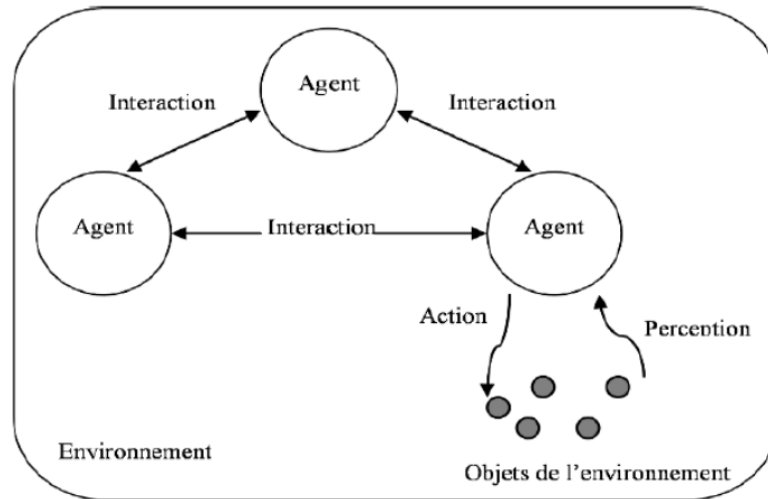 Agent
Interaction
Interaction
Agent
Interaction
Agent
Action
Perception
Environnement
Objets de l'environnement